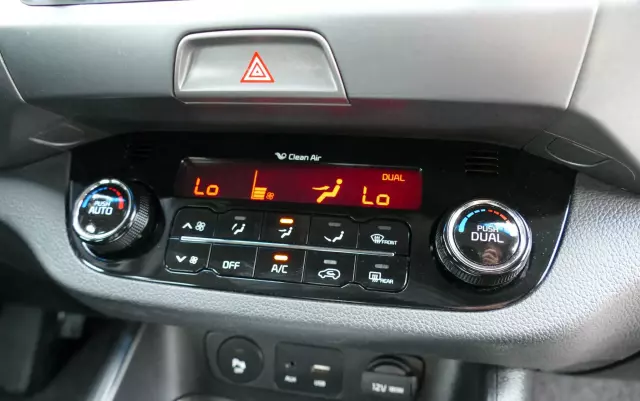 Clean Air
DUAL
Lo
Lo
PUSH
AUTO
PUSH
DUAL
FRONT
OFF
A/C
REAR
AUX
USB
12V